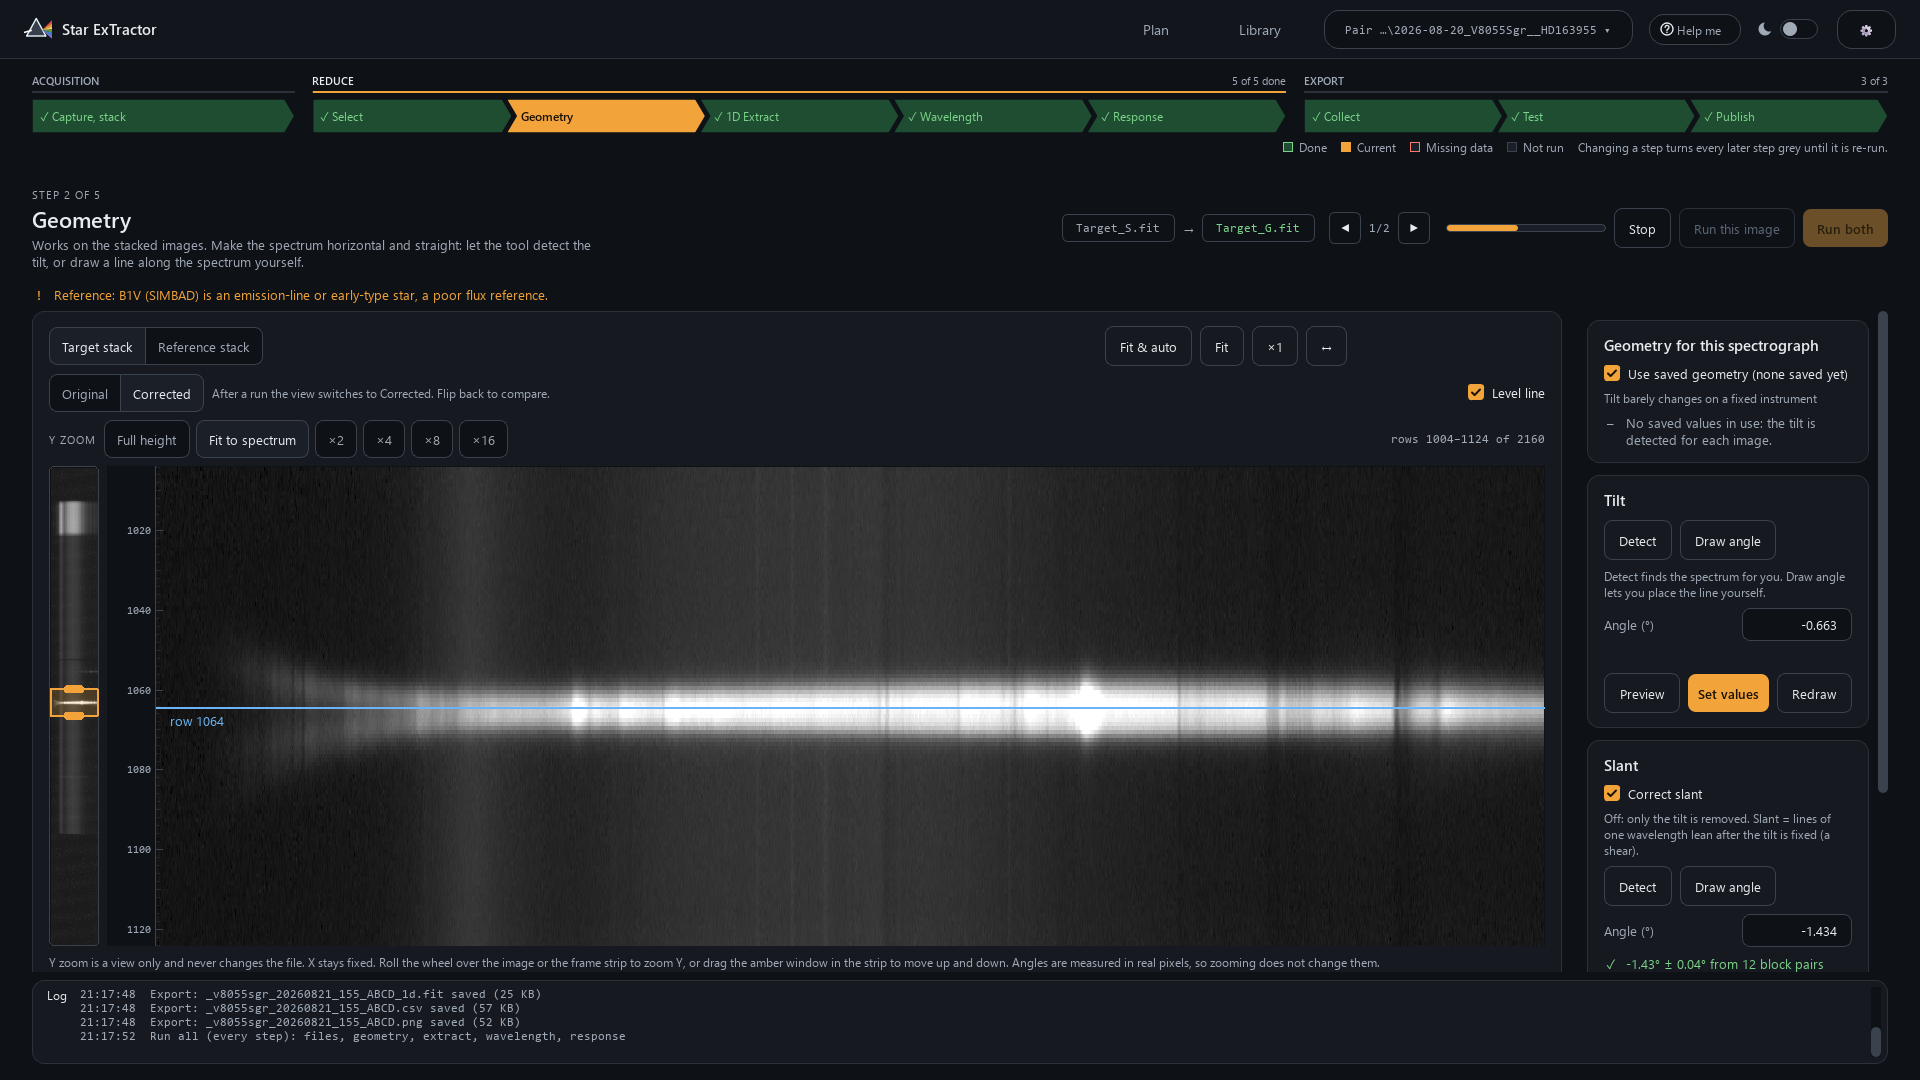 Star ExTractor
Plan
Library
Pair …\2026-08-20_V8055Sgr__HD163955 ▾
? Help me
ACQUISITION
REDUCE
5 of 5 done
EXPORT
3 of 3
✓ Capture, stack
✓ Select
Geometry
✓ 1D Extract
✓ Wavelength
✓ Response
✓ Collect
✓ Test
✓ Publish
Done
Current
Missing data
Not run
Changing a step turns every later step grey until it is re-run.
STEP 2 OF 5
Geometry
Works on the stacked images. Make the spectrum horizontal and straight: let the tool detect the
tilt, or draw a line along the spectrum yourself.
Target_S.fit → Target_G.fit
◄ 1/2 ►
Stop
Run this image
Run both
! Reference: B1V (SIMBAD) is an emission-line or early-type star, a poor flux reference.
Target stack
Reference stack
Fit & auto
Fit
×1
↔
Original
Corrected
After a run the view switches to Corrected. Flip back to compare.
Level line
Y ZOOM
Full height
Fit to spectrum
×2
×4
×8
×16
rows 1004–1124 of 2160
1020
1040
1060
row 1064
1080
1100
1120
Y zoom is a view only and never changes the file. X stays fixed. Roll the wheel over the image or the frame strip to zoom Y, or drag the amber window in the strip to move up and down. Angles are measured in real pixels, so zooming does not change them.
Geometry for this spectrograph
Use saved geometry (none saved yet)
Tilt barely changes on a fixed instrument
– No saved values in use: the tilt is
detected for each image.
Tilt
Detect
Draw angle
Detect finds the spectrum for you. Draw angle
lets you place the line yourself.
Angle (°)
-0.663
Preview
Set values
Redraw
Slant
Correct slant
Off: only the tilt is removed. Slant = lines of
one wavelength lean after the tilt is fixed (a
shear).
Detect
Draw angle
Angle (°)
-1.434
✓ -1.43° ± 0.04° from 12 block pairs
Log
21:17:48 Export: _v8055sgr_20260821_155_ABCD_1d.fit saved (25 KB)
21:17:48 Export: _v8055sgr_20260821_155_ABCD.csv saved (57 KB)
21:17:48 Export: _v8055sgr_20260821_155_ABCD.png saved (52 KB)
21:17:52 Run all (every step): files, geometry, extract, wavelength, response